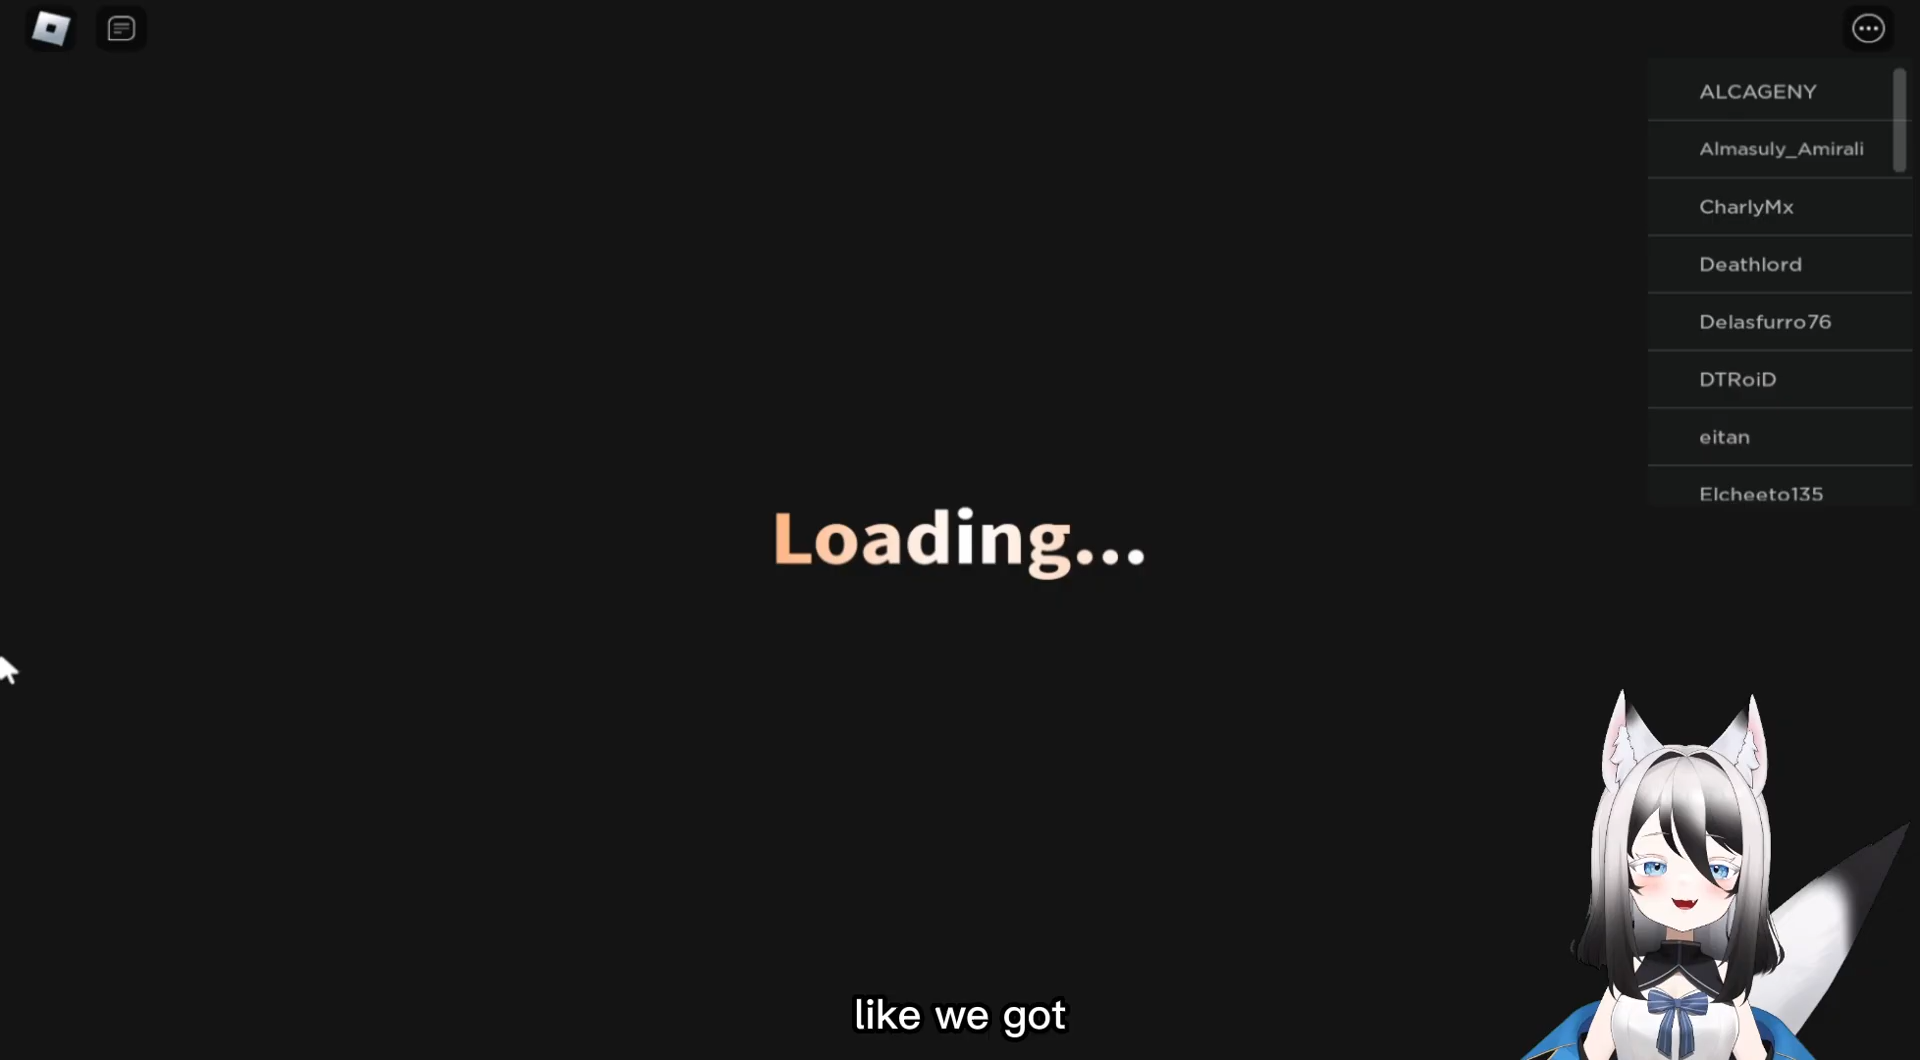 ALCAGENY
Almasuly_Amirali
CharlyMx
Deathlord
Delasfurro76
DTRoiD
eitan
Elcheeto135
Loading...
like we got